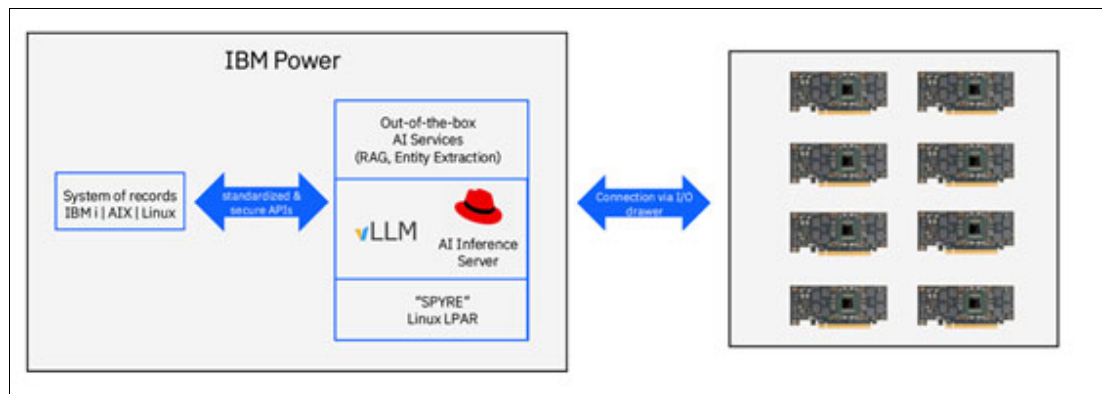 IBM Power
System of records
IBM i | AIX | Linux
standardized &
secure APIs
Out-of-the-box
AI Services
(RAG, Entity Extraction)
vLLM
AI Inference
Server
"SPYRE"
Linux LPAR
Connection via I/O
drawer